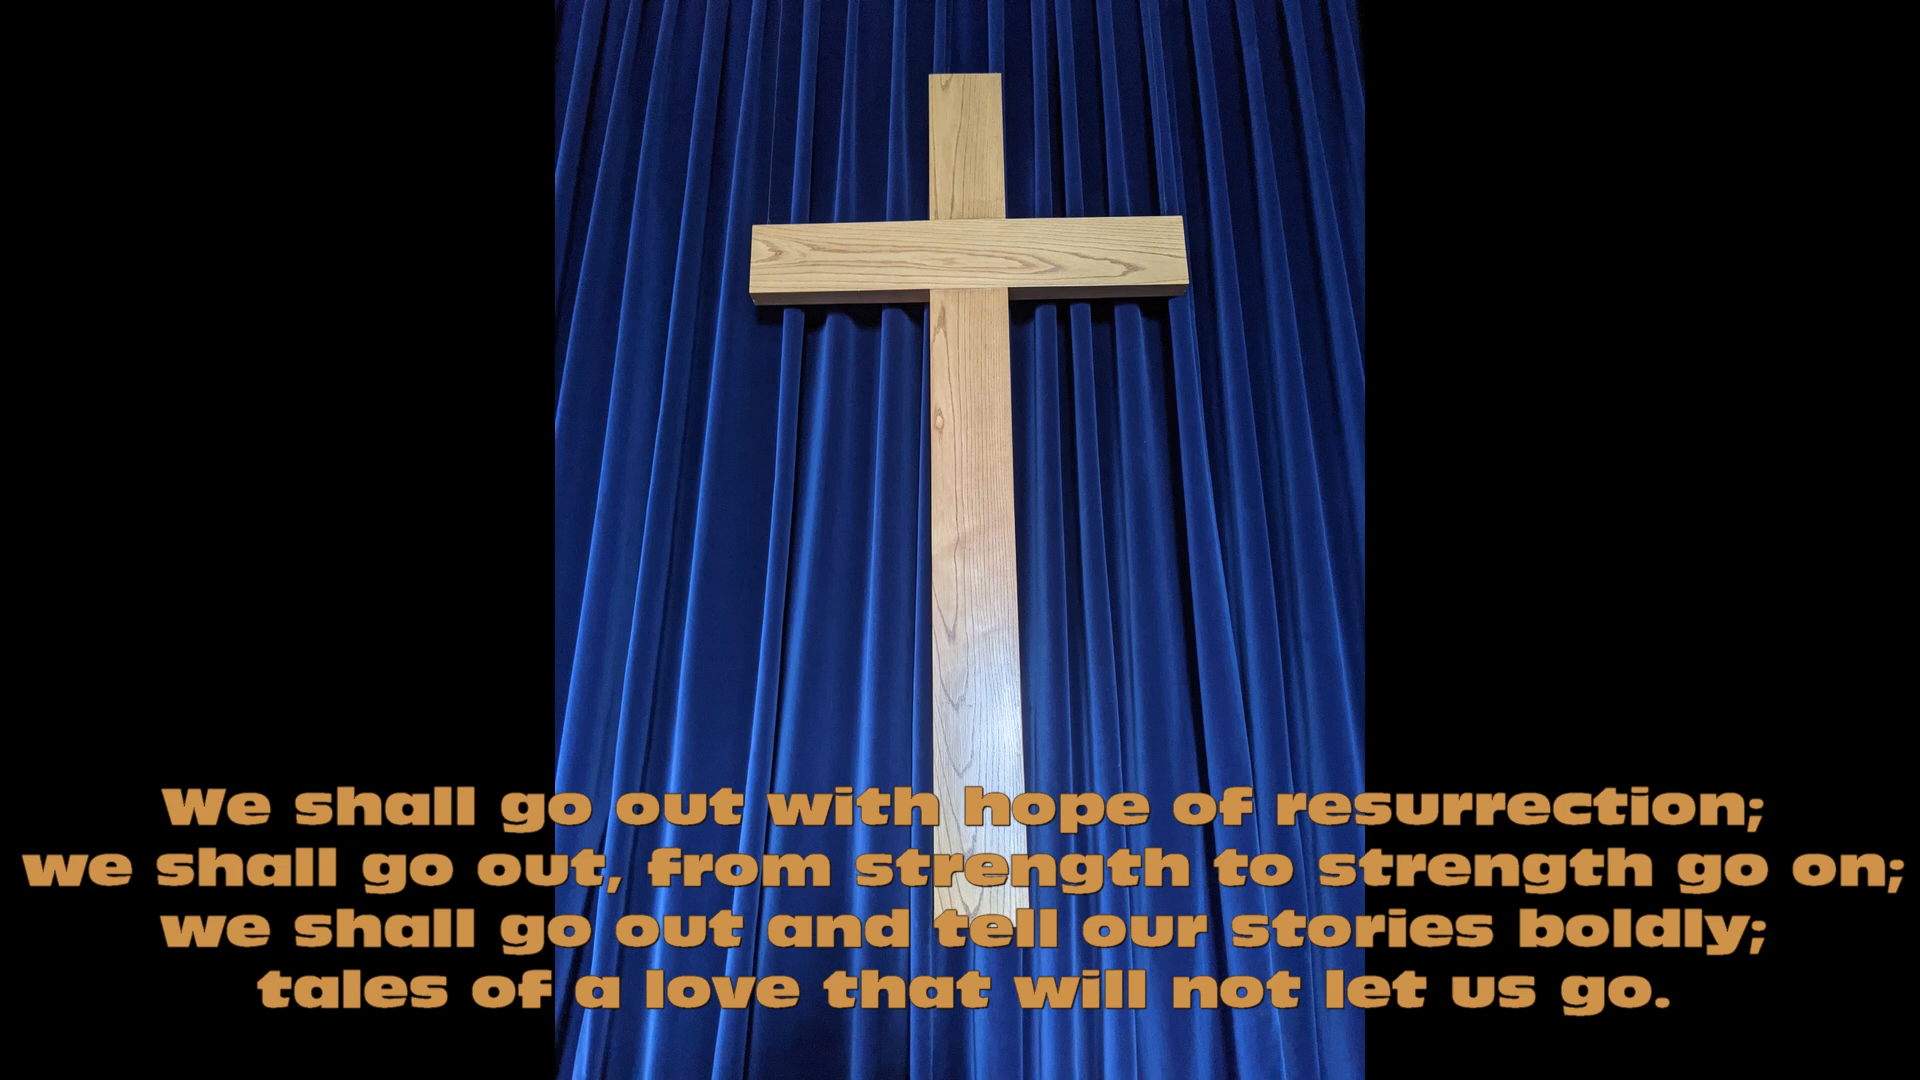 We shall go out with hope of resurrection;
we shall go out, from strength to strength go on;
we shall go out and tell our stories boldly;
tales of a love that will not let us go.